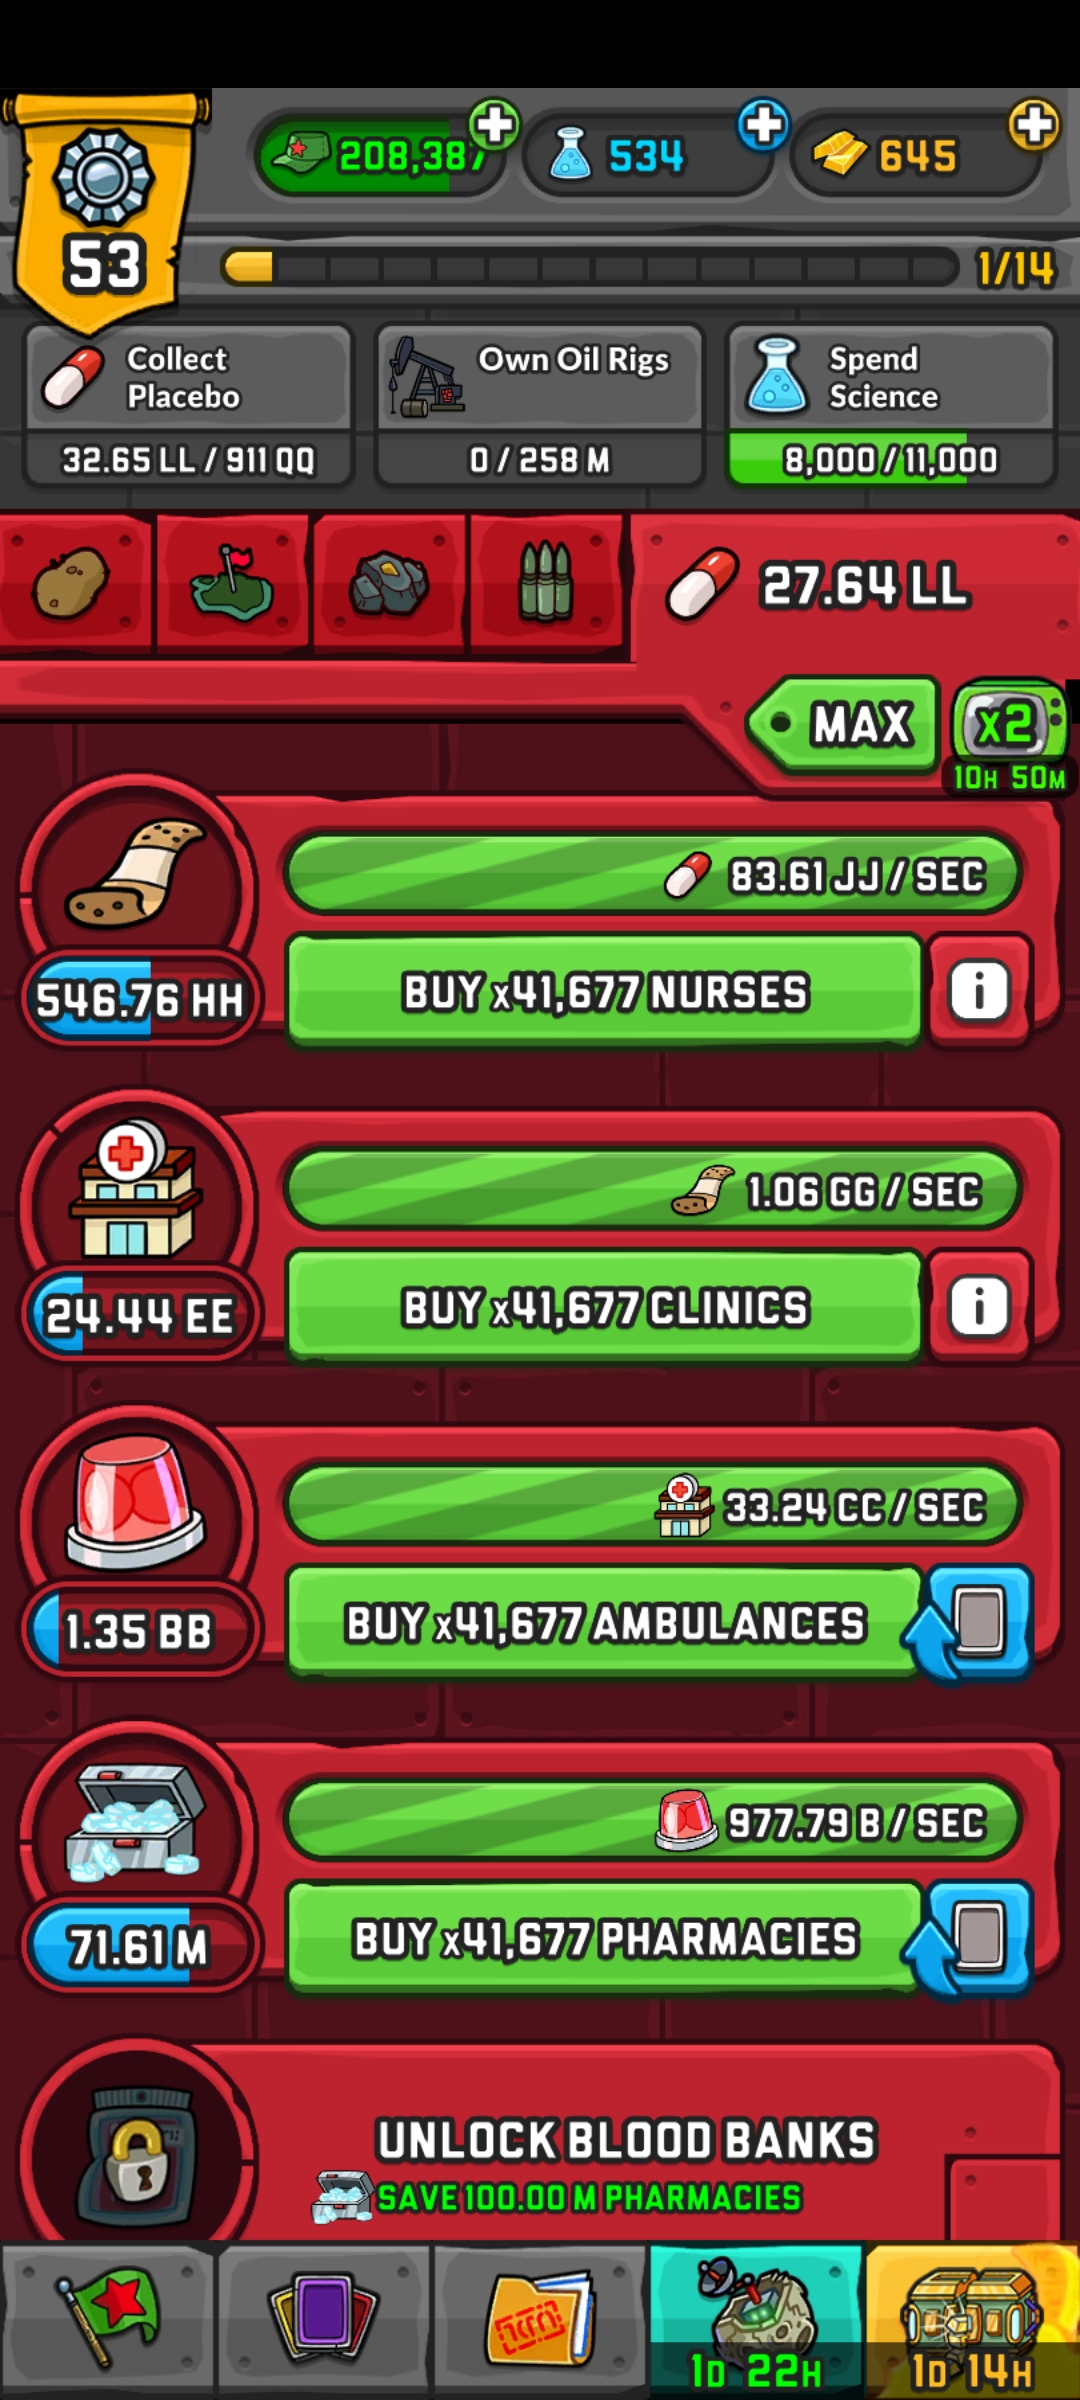 208,387
534
645
53
1/14
Collect
Placebo
32.65 LL / 911 QQ
Own Oil Rigs
0 / 258 M
Spend
Science
8,000 / 11,000
27.64 LL
MAX
x2
10H 50M
83.61 JJ / SEC
546.76 HH
BUY x41,677 NURSES
i
1.06 GG / SEC
24.44 EE
BUY x41,677 CLINICS
i
33.24 CC / SEC
1.35 BB
BUY x41,677 AMBULANCES
977.79 B / SEC
71.61 M
BUY x41,677 PHARMACIES
UNLOCK BLOOD BANKS
SAVE 100.00 M PHARMACIES
1D 22H
1D 14H